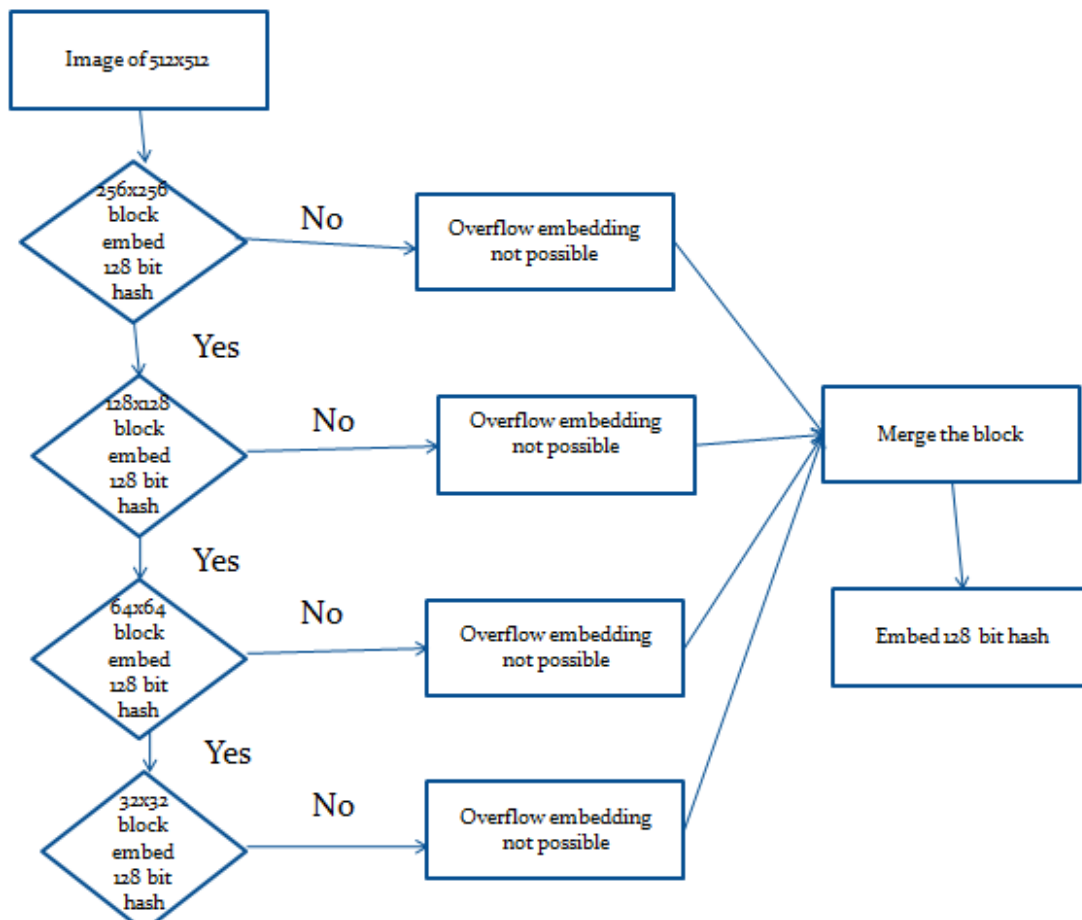 Image of 512x512
256x256
block
embed
128 bit
hash
No
Overflow embedding
not possible
Yes
128x128
block
embed
128 bit
hash
No
Overflow embedding
not possible
Merge the block
Yes
64x64
block
embed
128 bit
hash
No
Overflow embedding
not possible
Embed 128 bit hash
Yes
32x32
block
embed
128 bit
hash
No
Overflow embedding
not possible